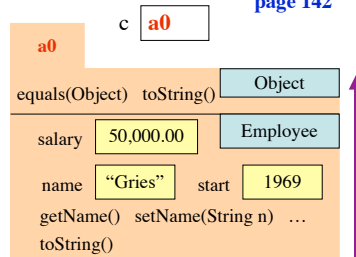 page 142
c a0
a0
equals(Object) toString() Object
salary 50,000.00 Employee
name “Gries” start 1969
getName() setName(String n) …
toString()